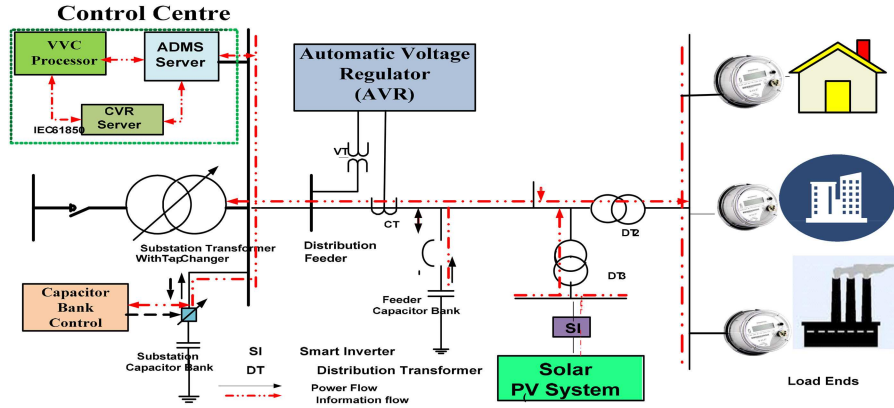 Control Centre
VVC
Processor
ADMS
Server
CVR
Server
IEC61850
Automatic Voltage
Regulator
(AVR)
VT
CT
DT2
Substation Transformer
WithTapChanger
Distribution
Feeder
DT3
Capacitor
Bank
Control
Feeder
Capacitor Bank
SI
Substation
Capacitor Bank
SI Smart Inverter
DT Distribution Transformer
Power Flow
Information flow
Solar
PV System
Load Ends